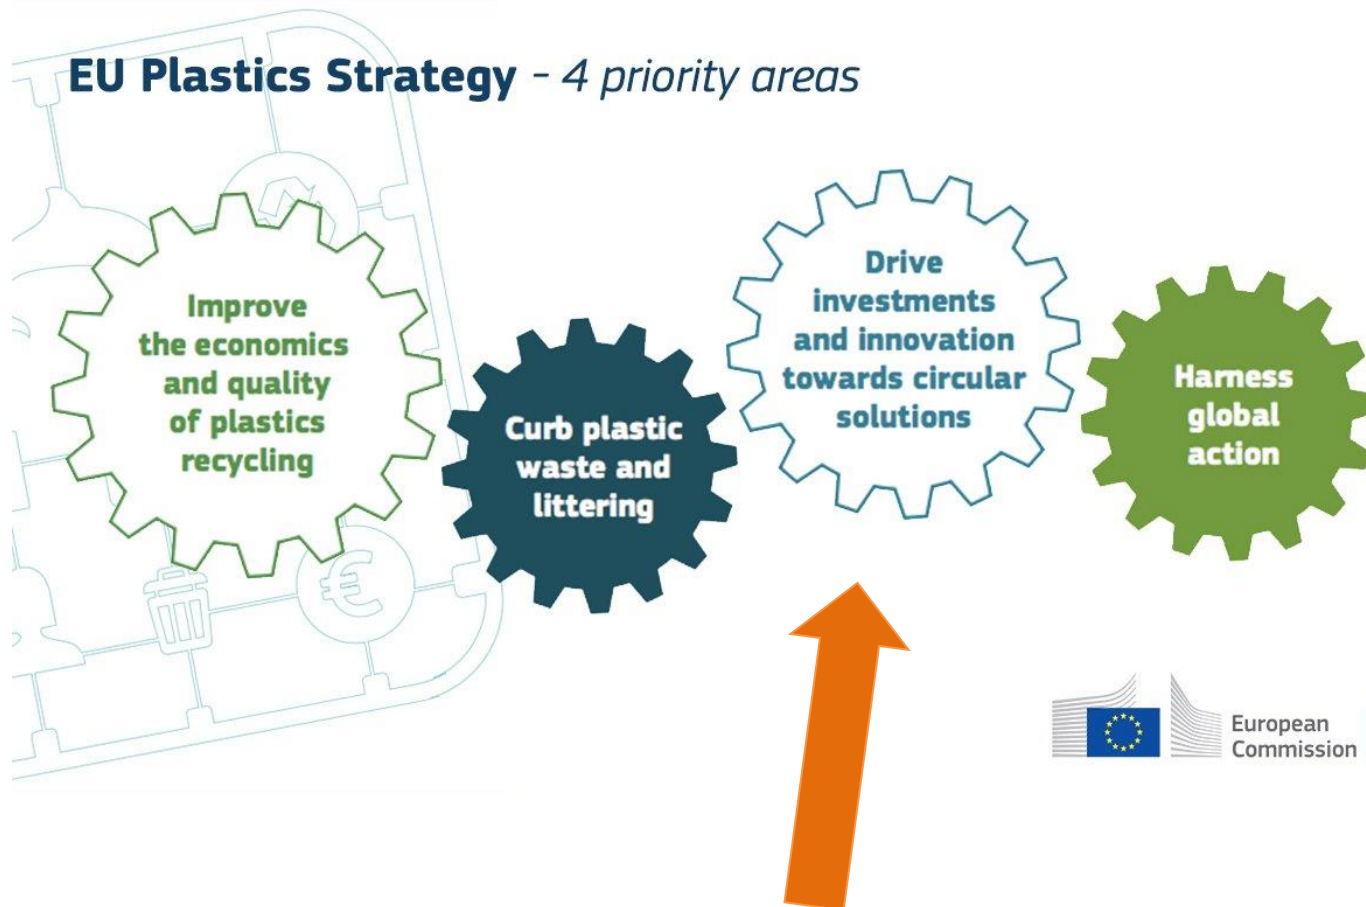 EU Plastics Strategy - 4 priority areas
Improve
the economics
and quality
of plastics
recycling
Curb plastic
waste and
littering
Drive
investments
and innovation
towards circular
solutions
Harness
global
action
€
European
Commission